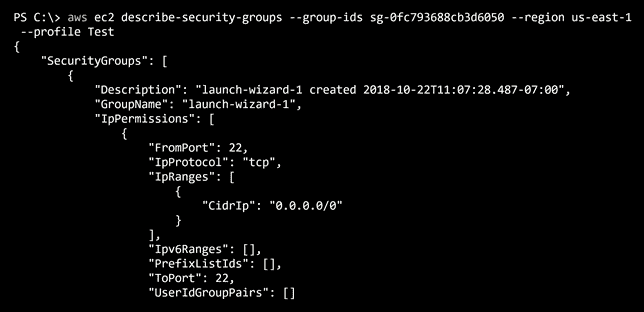 PS C:\> aws ec2 describe-security-groups --group-ids sg-0fc793688cb3d6050 --region us-east-1
 --profile Test
{
    "SecurityGroups": [
        {
            "Description": "launch-wizard-1 created 2018-10-22T11:07:28.487-07:00",
            "GroupName": "launch-wizard-1",
            "IpPermissions": [
                {
                    "FromPort": 22,
                    "IpProtocol": "tcp",
                    "IpRanges": [
                        {
                            "CidrIp": "0.0.0.0/0"
                        }
                    ],
                    "Ipv6Ranges": [],
                    "PrefixListIds": [],
                    "ToPort": 22,
                    "UserIdGroupPairs": []